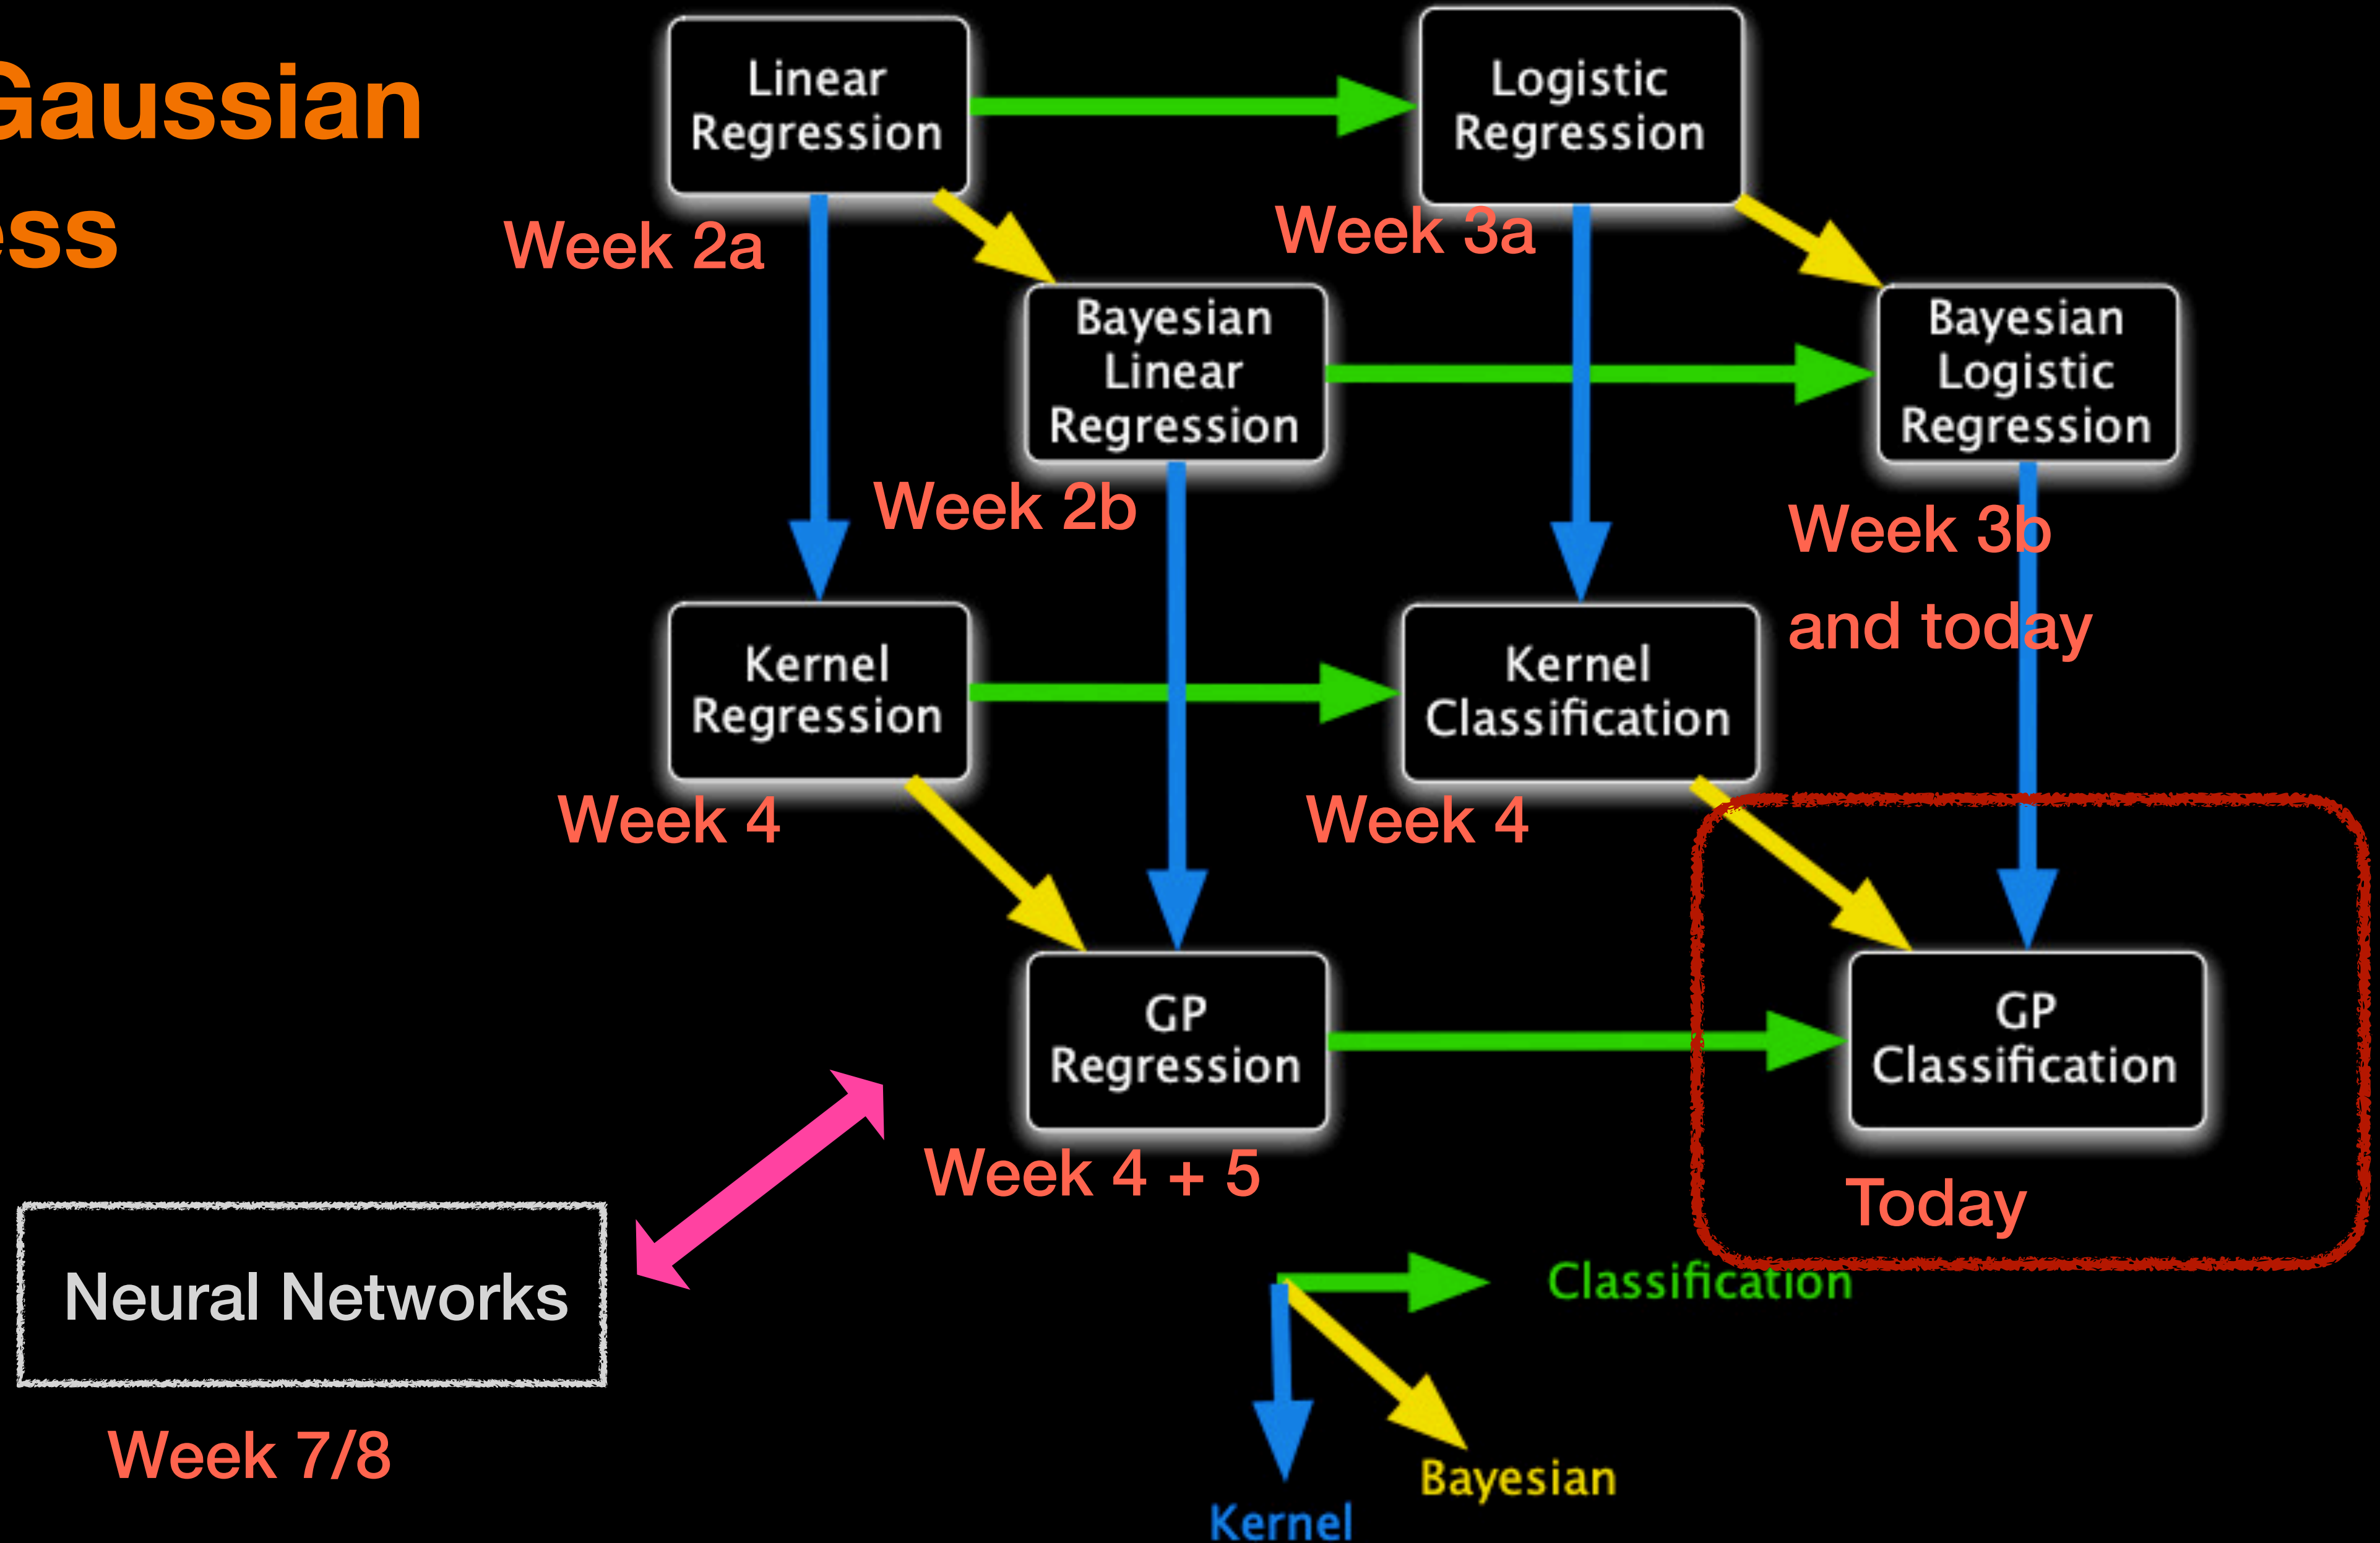 Gaussian
ess
Linear
Regression
Logistic
Regression
Week 2a
Week 3a
Bayesian
Linear
Regression
Bayesian
Logistic
Regression
Week 2b
Week 3b
and today
Kernel
Regression
Kernel
Classification
Week 4
Week 4
GP
Regression
GP
Classification
Week 4 + 5
Today
Neural Networks
Week 7/8
Classification
Bayesian
Kernel